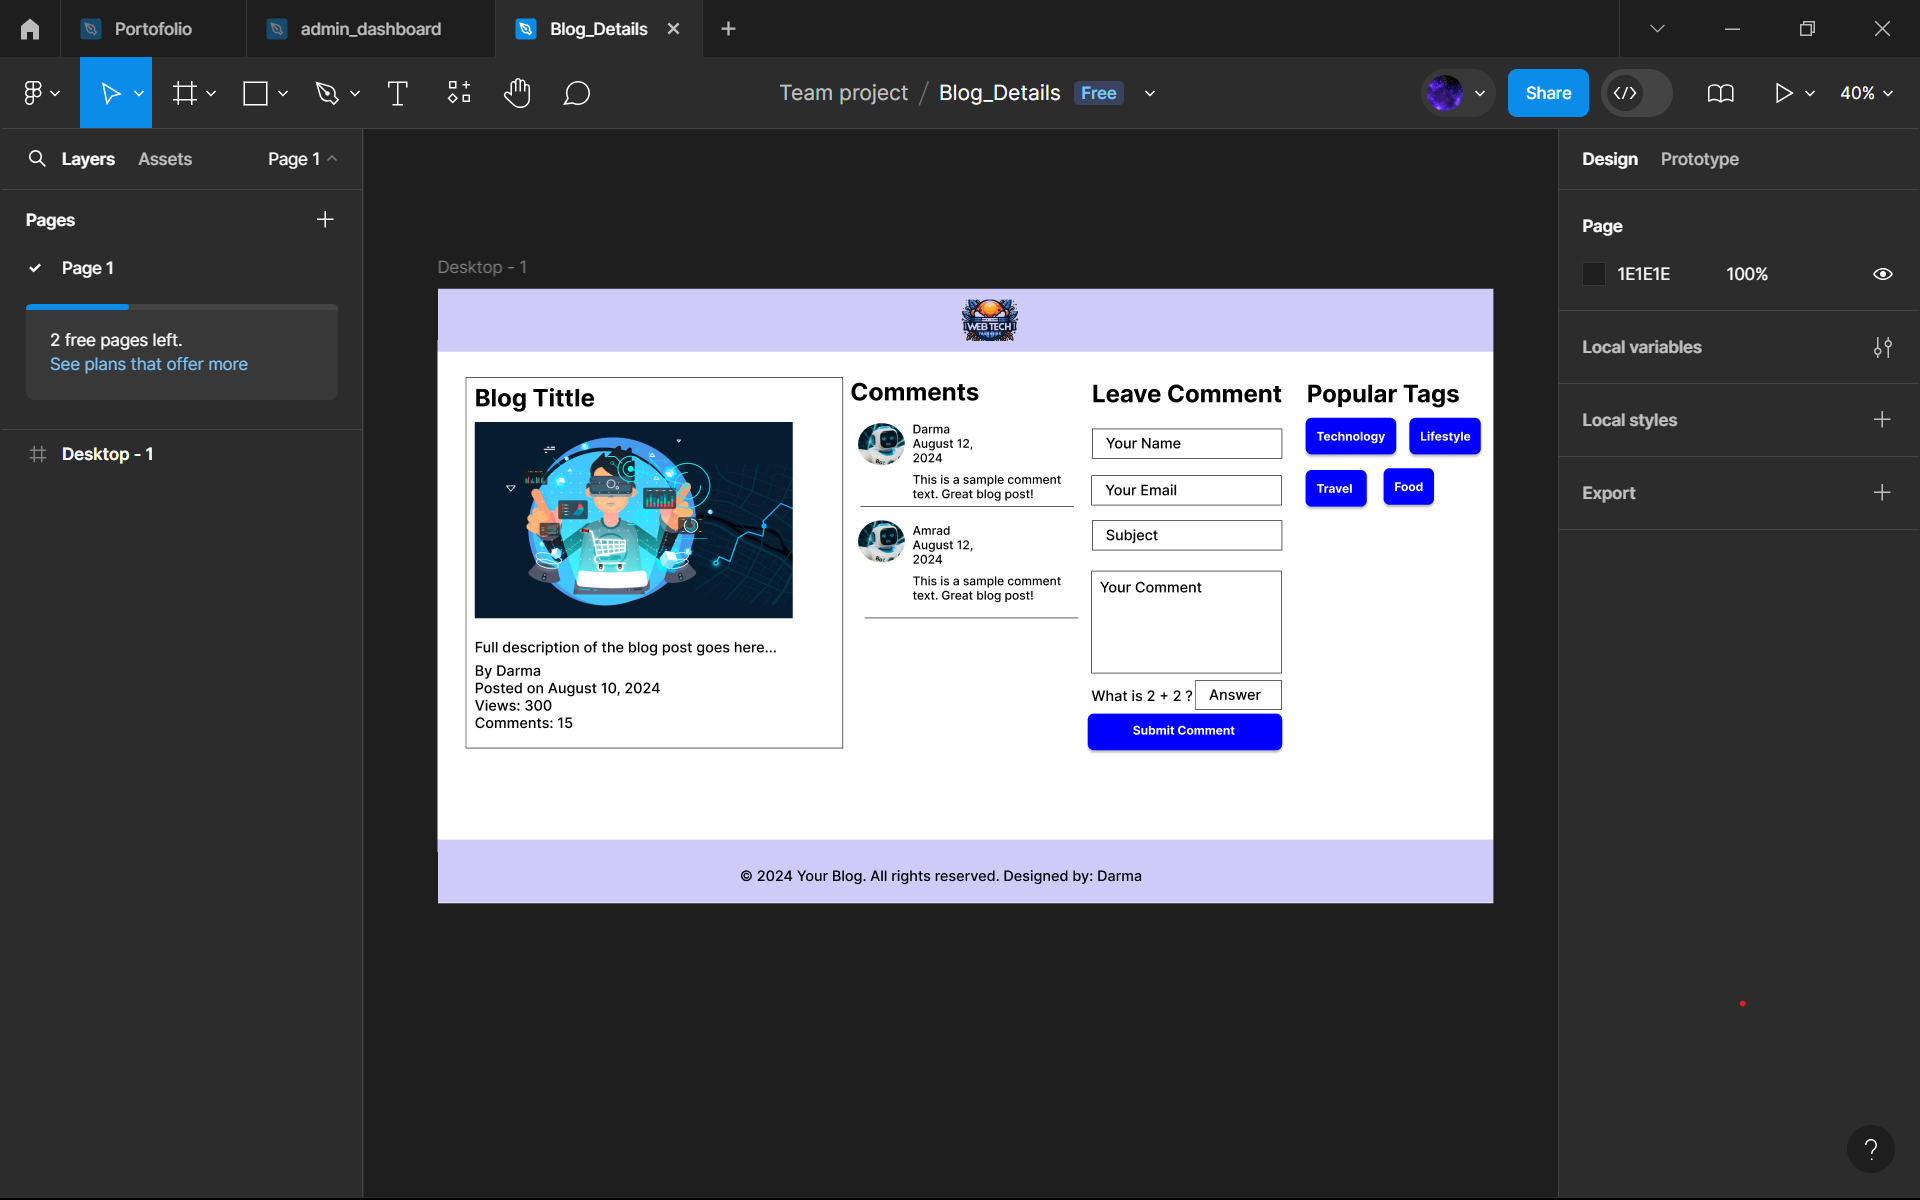 Portofolio
admin_dashboard
Blog_Details
Team project / Blog_Details Free
Share
40%
Layers Assets Page 1
Pages
Page 1
2 free pages left.
See plans that offer more
Desktop - 1
Desktop - 1
WEB TECH
Blog Tittle
Full description of the blog post goes here...
By Darma
Posted on August 10, 2024
Views: 300
Comments: 15
Comments
Darma
August 12,
2024
This is a sample comment
text. Great blog post!
Amrad
August 12,
2024
This is a sample comment
text. Great blog post!
Leave Comment
Your Name
Your Email
Subject
Your Comment
What is 2 + 2 ? Answer
Submit Comment
Popular Tags
Technology Lifestyle
Travel Food
© 2024 Your Blog. All rights reserved. Designed by: Darma
Design Prototype
Page
1E1E1E 100%
Local variables
Local styles
Export
?